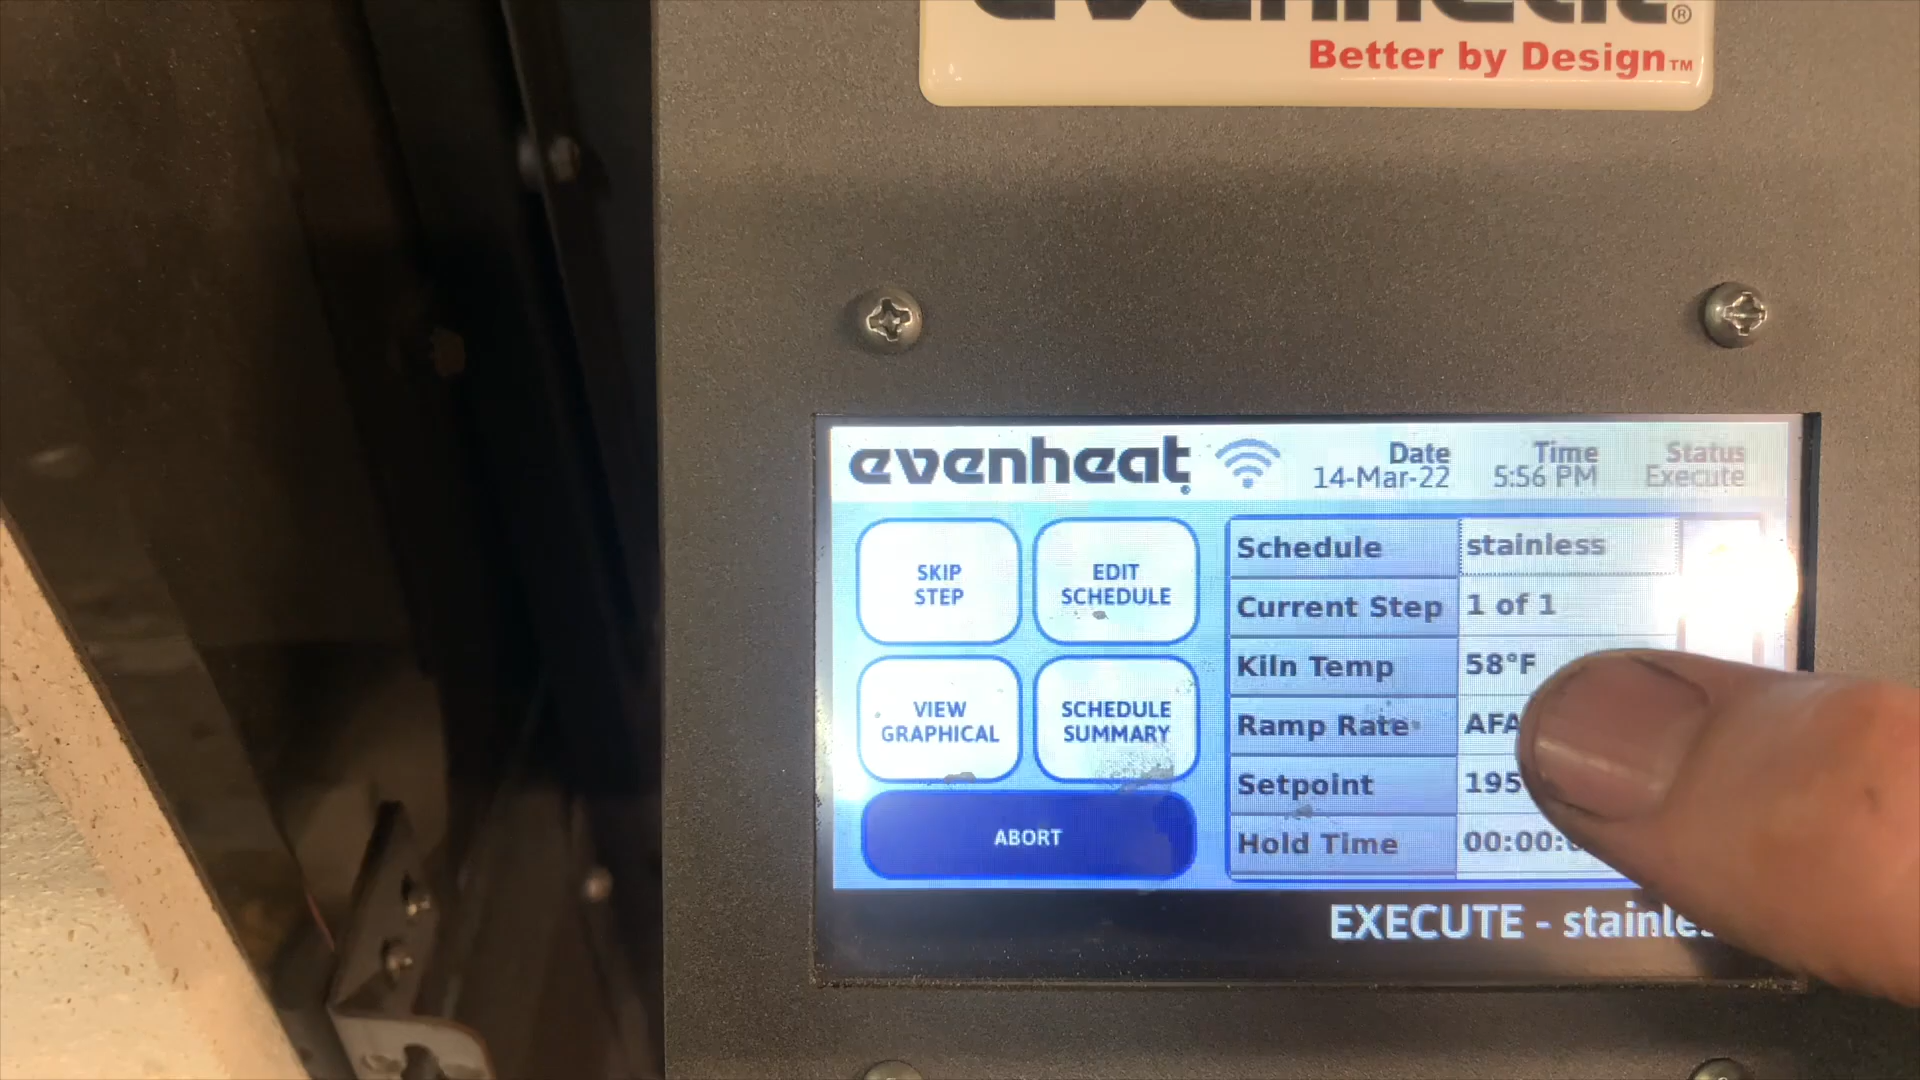 evenheat®
Better by Design™
evenheat
Date
14-Mar-22
Time
5:56 PM
Status
Execute
SKIP
STEP
EDIT
SCHEDULE
VIEW
GRAPHICAL
SCHEDULE
SUMMARY
ABORT
Schedule stainless
Current Step 1 of 1
Kiln Temp 58°F
Ramp Rate
Setpoint
Hold Time
EXECUTE -